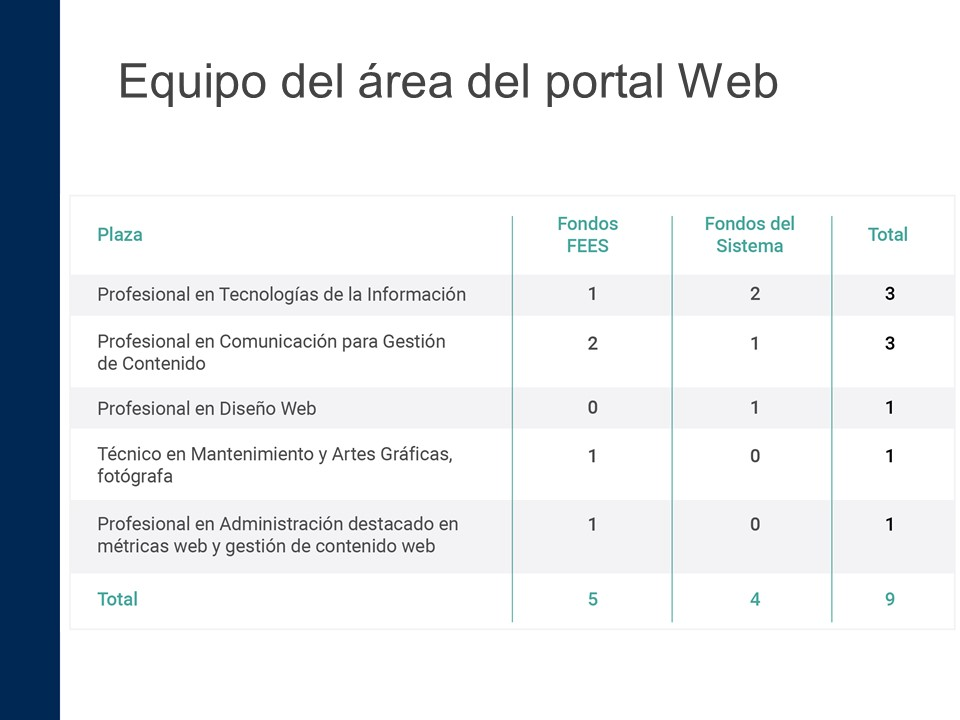 Equipo del área del portal Web
Plaza
Fondos
FEES
Fondos del
Sistema
Total
Profesional en Tecnologías de la Información
1
2
3
Profesional en Comunicación para Gestión
de Contenido
2
1
3
Profesional en Diseño Web
0
1
1
Técnico en Mantenimiento y Artes Gráficas,
fotógrafa
1
0
1
Profesional en Administración destacado en
métricas web y gestión de contenido web
1
0
1
Total
5
4
9